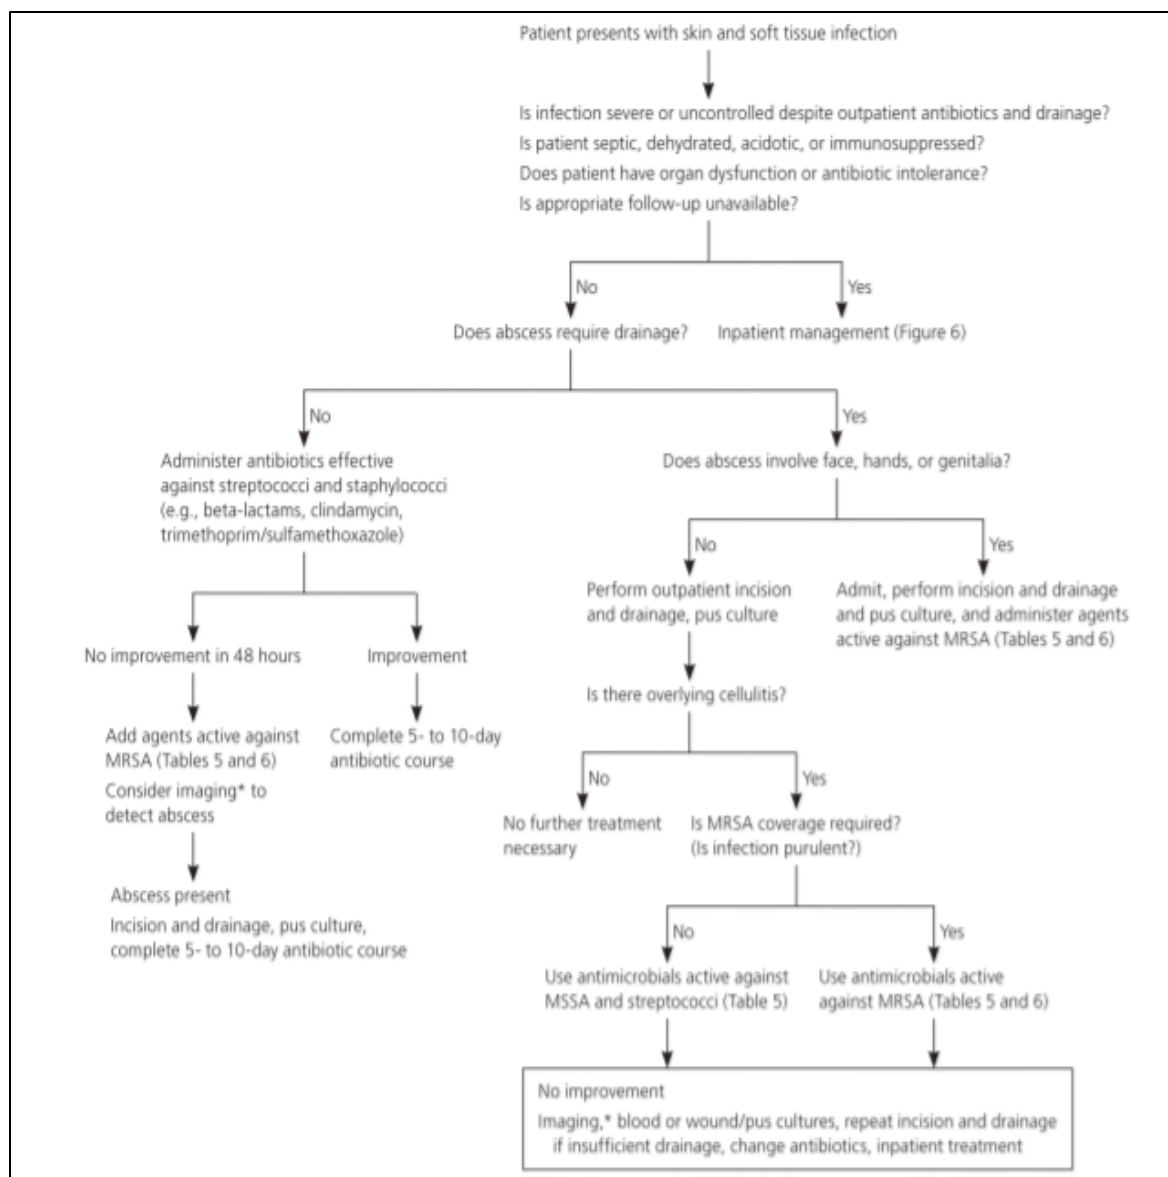 Patient presents with skin and soft tissue infection
Is infection severe or uncontrolled despite outpatient antibiotics and drainage?
Is patient septic, dehydrated, acidotic, or immunosuppressed?
Does patient have organ dysfunction or antibiotic intolerance?
Is appropriate follow-up unavailable?
No
Yes
Does abscess require drainage?
Inpatient management (Figure 6)
No
Yes
Administer antibiotics effective
against streptococci and staphylococci
(e.g., beta-lactams, clindamycin,
trimethoprim/sulfamethoxazole)
Does abscess involve face, hands, or genitalia?
No
Yes
Perform outpatient incision
and drainage, pus culture
Admit, perform incision and drainage
and pus culture, and administer agents
active against MRSA (Tables 5 and 6)
No improvement in 48 hours
Improvement
Is there overlying cellulitis?
Add agents active against
MRSA (Tables 5 and 6)
Consider imaging* to
detect abscess
Complete 5- to 10-day
antibiotic course
No
Yes
No further treatment
necessary
Is MRSA coverage required?
(Is infection purulent?)
Abscess present
Incision and drainage, pus culture,
complete 5- to 10-day antibiotic course
No
Yes
Use antimicrobials active against
MSSA and streptococci (Table 5)
Use antimicrobials active
against MRSA (Tables 5 and 6)
No improvement
Imaging,* blood or wound/pus cultures, repeat incision and drainage
if insufficient drainage, change antibiotics, inpatient treatment